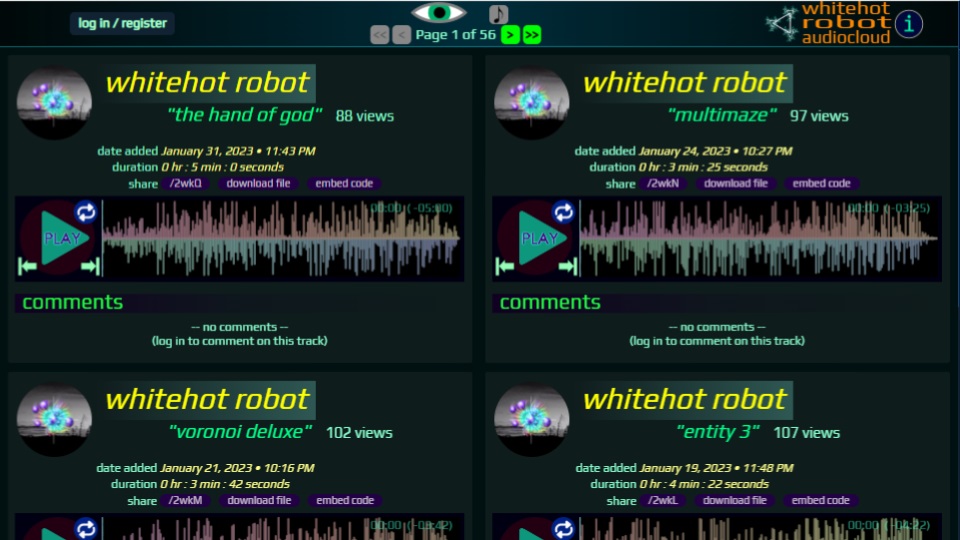 log in / register
<< < Page 1 of 56 > >>
whitehot
robot
audiocloud
i
whitehot robot
"the hand of god" 88 views
date added January 31, 2023 • 11:43 PM
duration 0 hr : 5 min : 0 seconds
share /2wkQ download file embed code
00:00 (-05:00)
PLAY
comments
-- no comments --
(log in to comment on this track)
whitehot robot
"multimaze" 97 views
date added January 24, 2023 • 10:27 PM
duration 0 hr : 3 min : 25 seconds
share /2wkN download file embed code
00:00 (-03:25)
PLAY
comments
-- no comments --
(log in to comment on this track)
whitehot robot
"voronoi deluxe" 102 views
date added January 21, 2023 • 10:16 PM
duration 0 hr : 3 min : 42 seconds
share /2wkM download file embed code
00:00 (-03:42)
whitehot robot
"entity 3" 107 views
date added January 19, 2023 • 11:48 PM
duration 0 hr : 4 min : 22 seconds
share /2wkL download file embed code
00:00 (-04:22)